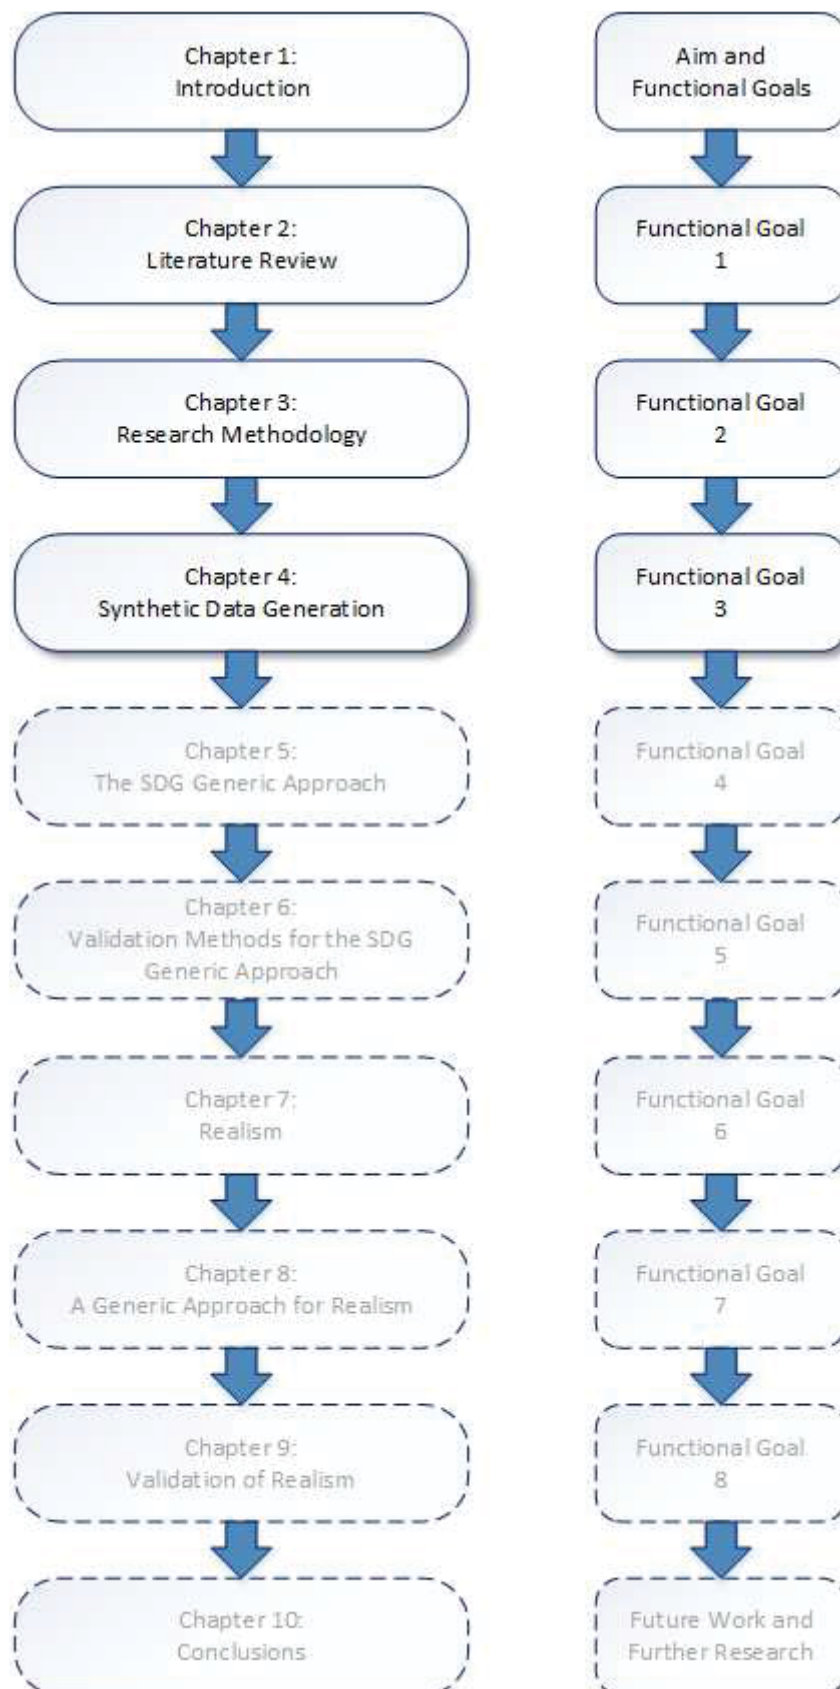 Chapter 1:
Introduction
Aim and
Functional Goals
Chapter 2:
Literature Review
Functional Goal
1
Chapter 3:
Research Methodology
Functional Goal
2
Chapter 4:
Synthetic Data Generation
Functional Goal
3
Chapter 5:
The SDG Generic Approach
Functional Goal
4
Chapter 6:
Validation Methods for the SDG
Generic Approach
Functional Goal
5
Chapter 7:
Realism
Functional Goal
6
Chapter 8:
A Generic Approach for Realism
Functional Goal
7
Chapter 9:
Validation of Realism
Functional Goal
8
Chapter 10:
Conclusions
Future Work and
Further Research